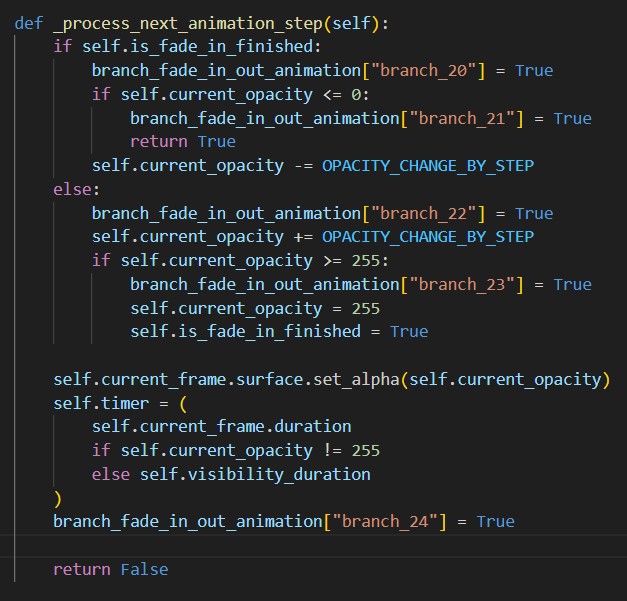 def _process_next_animation_step(self):
    if self.is_fade_in_finished:
        branch_fade_in_out_animation["branch_20"] = True
        if self.current_opacity <= 0:
            branch_fade_in_out_animation["branch_21"] = True
            return True
        self.current_opacity -= OPACITY_CHANGE_BY_STEP
    else:
        branch_fade_in_out_animation["branch_22"] = True
        self.current_opacity += OPACITY_CHANGE_BY_STEP
        if self.current_opacity >= 255:
            branch_fade_in_out_animation["branch_23"] = True
            self.current_opacity = 255
            self.is_fade_in_finished = True

    self.current_frame.surface.set_alpha(self.current_opacity)
    self.timer = (
        self.current_frame.duration
        if self.current_opacity != 255
        else self.visibility_duration
    )
    branch_fade_in_out_animation["branch_24"] = True

    return False